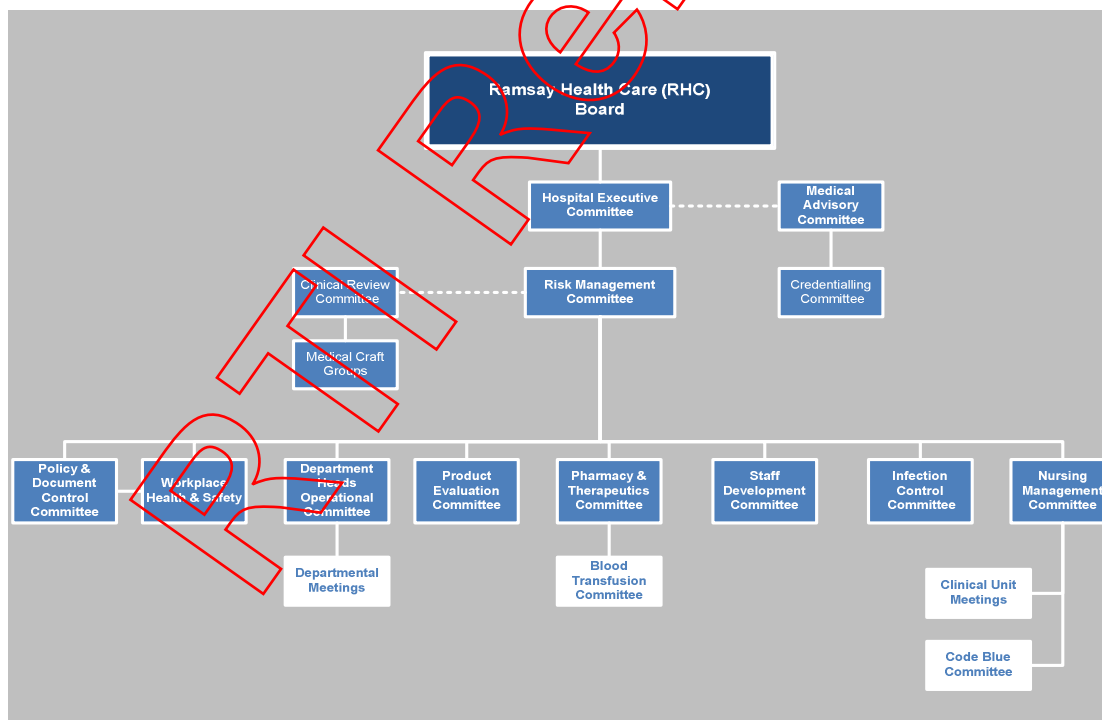 Ramsay Health Care (RHC)
Board
Hospital Executive
Committee
Medical
Advisory
Committee
Clinical Review
Committee
Risk Management
Committee
Credentialling
Committee
Medical Craft
Groups
Policy &
Document
Control
Committee
Workplace
Health & Safety
Department
Heads
Operational
Committee
Product
Evaluation
Committee
Pharmacy &
Therapeutics
Committee
Staff
Development
Committee
Infection
Control
Committee
Nursing
Management
Committee
Departmental
Meetings
Blood
Transfusion
Committee
Clinical Unit
Meetings
Code Blue
Committee